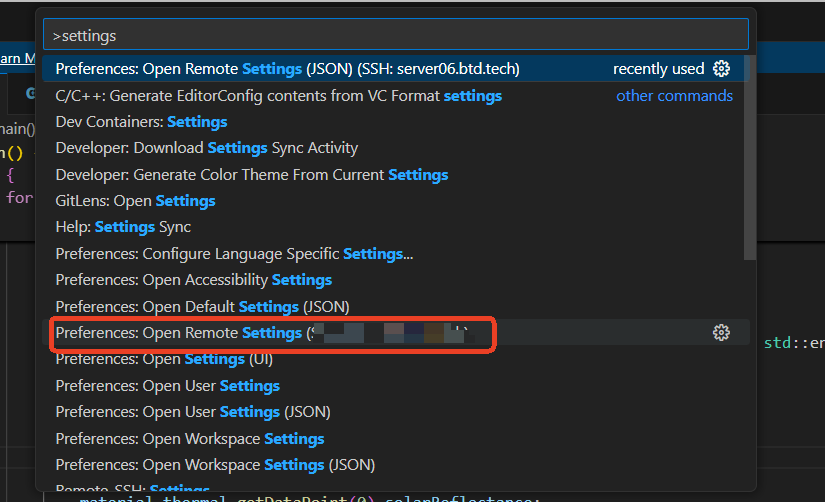 >settings
arn M
Preferences: Open Remote Settings (JSON) (SSH: server06.btd.tech)
recently used
C/C++: Generate EditorConfig contents from VC Format settings
other commands
Dev Containers: Settings
Developer: Download Settings Sync Activity
main()
Developer: Generate Color Theme From Current Settings
n()
{
GitLens: Open Settings
for
Help: Settings Sync
Preferences: Configure Language Specific Settings...
Preferences: Open Accessibility Settings
Preferences: Open Default Settings (JSON)
Preferences: Open Remote Settings (
std::en
Preferences: Open Settings (UI)
Preferences: Open User Settings
Preferences: Open User Settings (JSON)
Preferences: Open Workspace Settings
Preferences: Open Workspace Settings (JSON)
Remote-SSH: Settings
material.thermal.getDataPoint(0).solarReflectance;